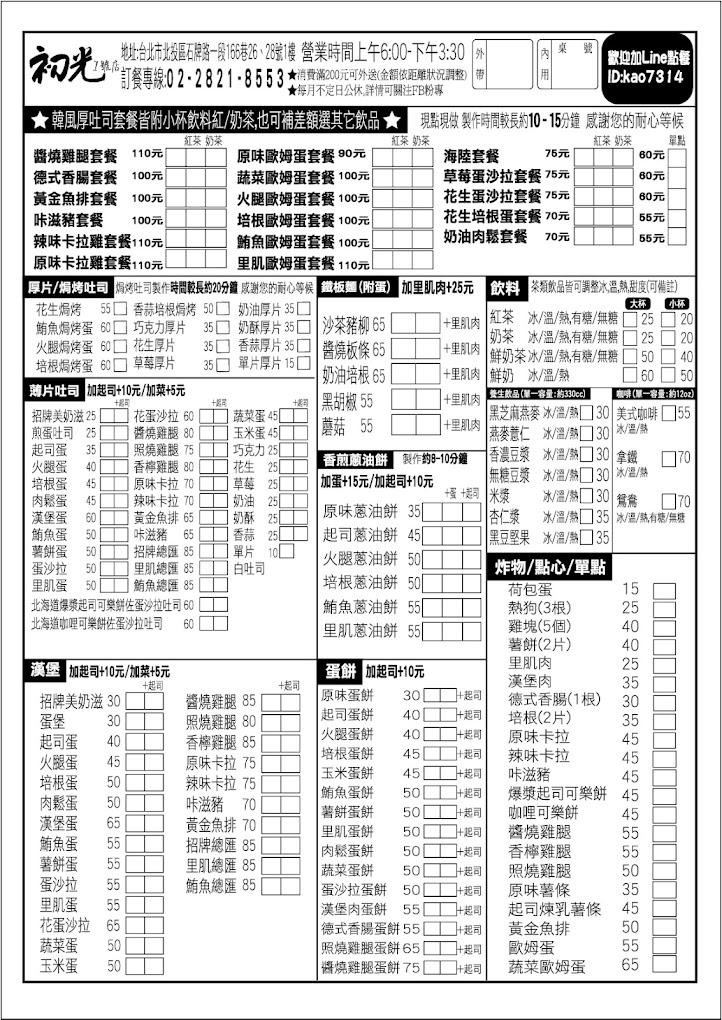 初光 1號店
地址:台北市北投區石牌路一段166巷26、28號1樓 營業時間上午6:00-下午3:30
訂餐專線:02-2821-8553 ★消費滿200元可外送(金額依距離狀況調整)
★每月不定日公休,詳情可關注FB粉專
外帶
內用 桌號
歡迎加Line點餐
ID:kao7314
★ 韓風厚吐司套餐皆附小杯飲料紅/奶茶,也可補差額選其它飲品 ★ 現點現做 製作時間較長約10-15分鐘 感謝您的耐心等候
紅茶 奶茶 紅茶 奶茶 紅茶 奶茶 單點
醬燒雞腿套餐 110元 原味歐姆蛋套餐 90元 海陸套餐 75元 60元
德式香腸套餐 100元 蔬菜歐姆蛋套餐 100元 草莓蛋沙拉套餐 75元 60元
黃金魚排套餐 100元 火腿歐姆蛋套餐 100元 花生蛋沙拉套餐 75元 60元
咔滋豬套餐 100元 培根歐姆蛋套餐 100元 花生培根蛋套餐 70元 55元
辣味卡拉雞套餐 110元 鮪魚歐姆蛋套餐 100元 奶油肉鬆套餐 70元 55元
原味卡拉雞套餐 110元 里肌歐姆蛋套餐 110元
厚片/焗烤吐司 焗烤吐司製作時間較長約20分鐘 感謝您的耐心等候
花生焗烤 55 香蒜培根焗烤 50 奶油厚片 35
鮪魚焗烤蛋 60 巧克力厚片 35 奶酥厚片 35
火腿焗烤蛋 60 花生厚片 35 香蒜厚片 35
培根焗烤蛋 60 草莓厚片 35 單片厚片 15
薄片吐司 加起司+10元/加菜+5元
+起司 +起司 +起司
招牌美奶滋 25 花蛋沙拉 60 蔬菜蛋 45
煎蛋吐司 25 醬燒雞腿 80 玉米蛋 45
起司蛋 35 照燒雞腿 75 巧克力 25
火腿蛋 40 香檸雞腿 80 花生 25
培根蛋 45 原味卡拉 70 草莓 25
肉鬆蛋 45 辣味卡拉 70 奶油 25
漢堡蛋 60 黃金魚排 65 奶酥 25
鮪魚蛋 50 咔滋豬 65 香蒜 25
薯餅蛋 50 招牌總匯 85 單片 10
蛋沙拉 50 里肌總匯 85 白吐司
里肌蛋 50 鮪魚總匯 85
北海道爆漿起司可樂餅佐蛋沙拉吐司 60
北海道咖哩可樂餅佐蛋沙拉吐司 60
鐵板麵(附蛋) 加里肌肉+25元
沙茶豬柳 65 +里肌肉
醬燒板條 65 +里肌肉
奶油培根 65 +里肌肉
黑胡椒 55 +里肌肉
蘑菇 55 +里肌肉
香煎蔥油餅 製作約8-10分鐘
加蛋+15元/加起司+10元
+蛋 +起司
原味蔥油餅 35
起司蔥油餅 45
火腿蔥油餅 50
培根蔥油餅 50
鮪魚蔥油餅 55
里肌蔥油餅 55
飲料 茶類飲品皆可調整冰,溫,熱,甜度(可備註)
大杯 小杯
紅茶 冰/溫/熱,有糖/無糖 25 20
奶茶 冰/溫/熱,有糖/無糖 25 20
鮮奶茶 冰/溫/熱,有糖/無糖 50 40
鮮奶 冰/溫/熱 60 50
養生飲品(單一容量:約330cc)
黑芝麻燕麥 冰/溫/熱 30
燕麥薏仁 冰/溫/熱 30
香濃豆漿 冰/溫/熱 30
無糖豆漿 冰/溫/熱 30
米漿 冰/溫/熱 30
杏仁漿 冰/溫/熱 35
黑豆堅果 冰/溫/熱 35
咖啡(單一容量:約12oz)
美式咖啡 55
冰/溫/熱
拿鐵 70
冰/溫/熱
鴛鴦 70
冰/溫/熱,有糖/無糖
炸物/點心/單點
荷包蛋 15
熱狗(3根) 25
雞塊(5個) 40
薯餅(2片) 40
里肌肉 25
漢堡肉 35
德式香腸(1根) 30
培根(2片) 35
原味卡拉 45
辣味卡拉 45
咔滋豬 45
爆漿起司可樂餅 45
咖哩可樂餅 45
醬燒雞腿 55
香檸雞腿 55
照燒雞腿 50
原味薯條 35
起司煉乳薯條 45
黃金魚排 50
歐姆蛋 55
蔬菜歐姆蛋 65
漢堡 加起司+10元/加菜+5元
+起司 +起司
招牌美奶滋 30 醬燒雞腿 85
蛋堡 30 照燒雞腿 80
起司蛋 40 香檸雞腿 85
火腿蛋 45 原味卡拉 75
培根蛋 50 辣味卡拉 75
肉鬆蛋 50 咔滋豬 70
漢堡蛋 65 黃金魚排 70
鮪魚蛋 55 招牌總匯 85
薯餅蛋 55 里肌總匯 85
蛋沙拉 55 鮪魚總匯 85
里肌蛋 55
花蛋沙拉 65
蔬菜蛋 50
玉米蛋 50
蛋餅 加起司+10元
原味蛋餅 30 +起司
起司蛋餅 40 +起司
火腿蛋餅 40 +起司
培根蛋餅 45 +起司
玉米蛋餅 45 +起司
鮪魚蛋餅 50 +起司
薯餅蛋餅 50 +起司
里肌蛋餅 50 +起司
肉鬆蛋餅 50 +起司
蔬菜蛋餅 50 +起司
蛋沙拉蛋餅 50 +起司
漢堡肉蛋餅 55 +起司
德式香腸蛋餅 55 +起司
照燒雞腿蛋餅 65 +起司
醬燒雞腿蛋餅 75 +起司